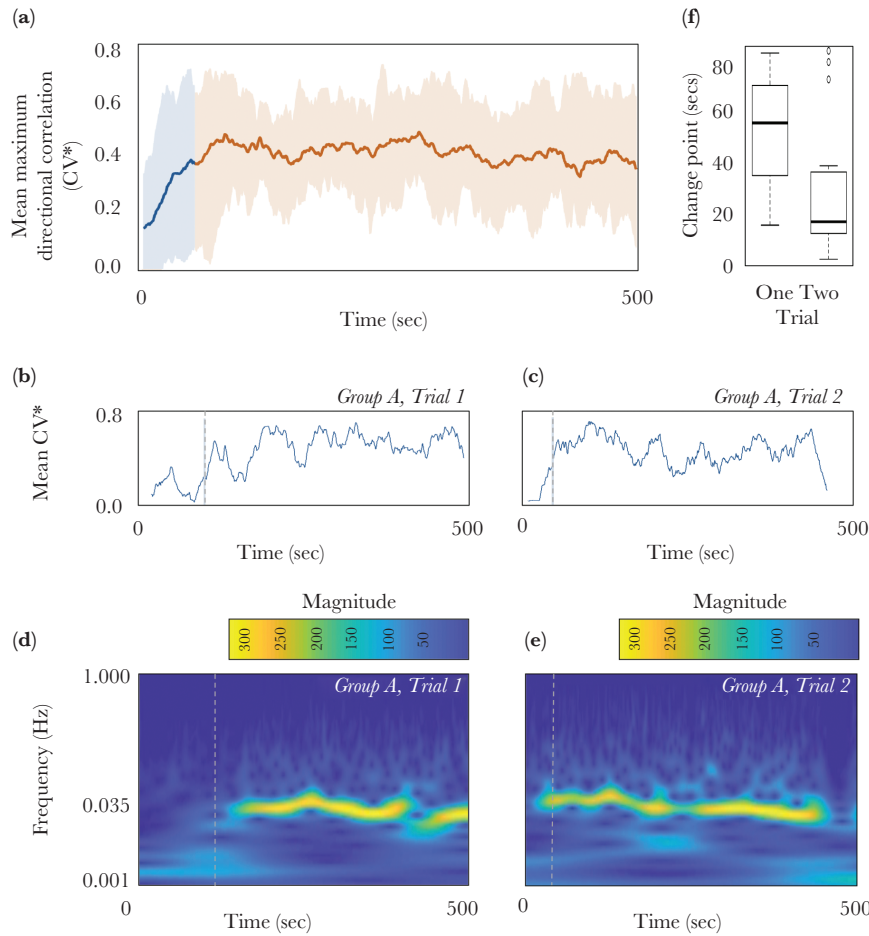 (a)
Mean maximum
directional correlation
(CV*)
0.8
0.6
0.4
0.2
0.0
0
500
Time (sec)
(f)
Change point (secs)
80
60
40
20
0
One Two
Trial
(b)
Group A, Trial 1
Mean CV*
0.8
0.0
0
500
Time (sec)
(c)
Group A, Trial 2
0
500
Time (sec)
(d)
Magnitude
300
250
200
150
100
50
Group A, Trial 1
Frequency (Hz)
1.000
0.035
0.001
0
500
Time (sec)
(e)
Magnitude
300
250
200
150
100
50
Group A, Trial 2
0
500
Time (sec)